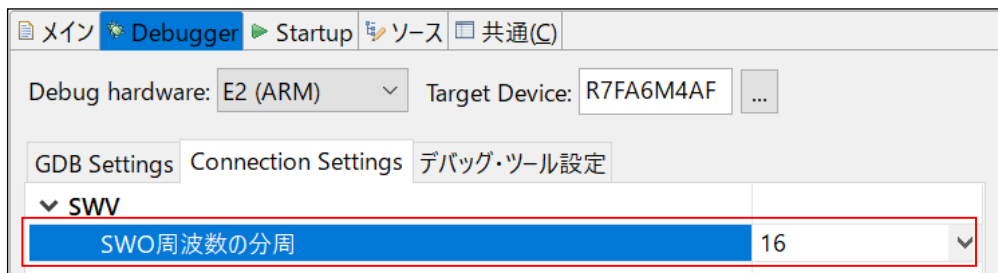 メイン Debugger Startup ソース 共通(C)
Debug hardware: E2 (ARM) Target Device: R7FA6M4AF ...
GDB Settings Connection Settings デバッグ・ツール設定
SWV
SWO周波数の分周 16